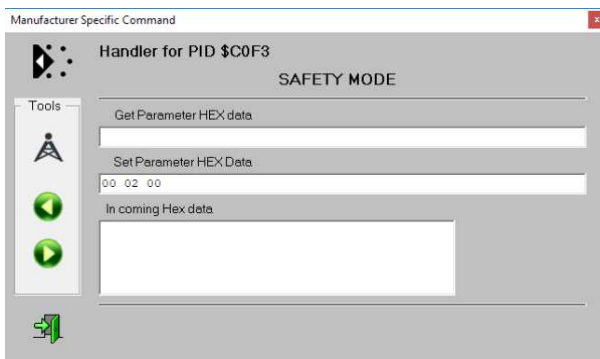 Manufacturer Specific Command
x
Handler for PID $C0F3
SAFETY MODE
Tools
Get Parameter HEX data
Set Parameter HEX Data
00 02 00
In coming Hex data